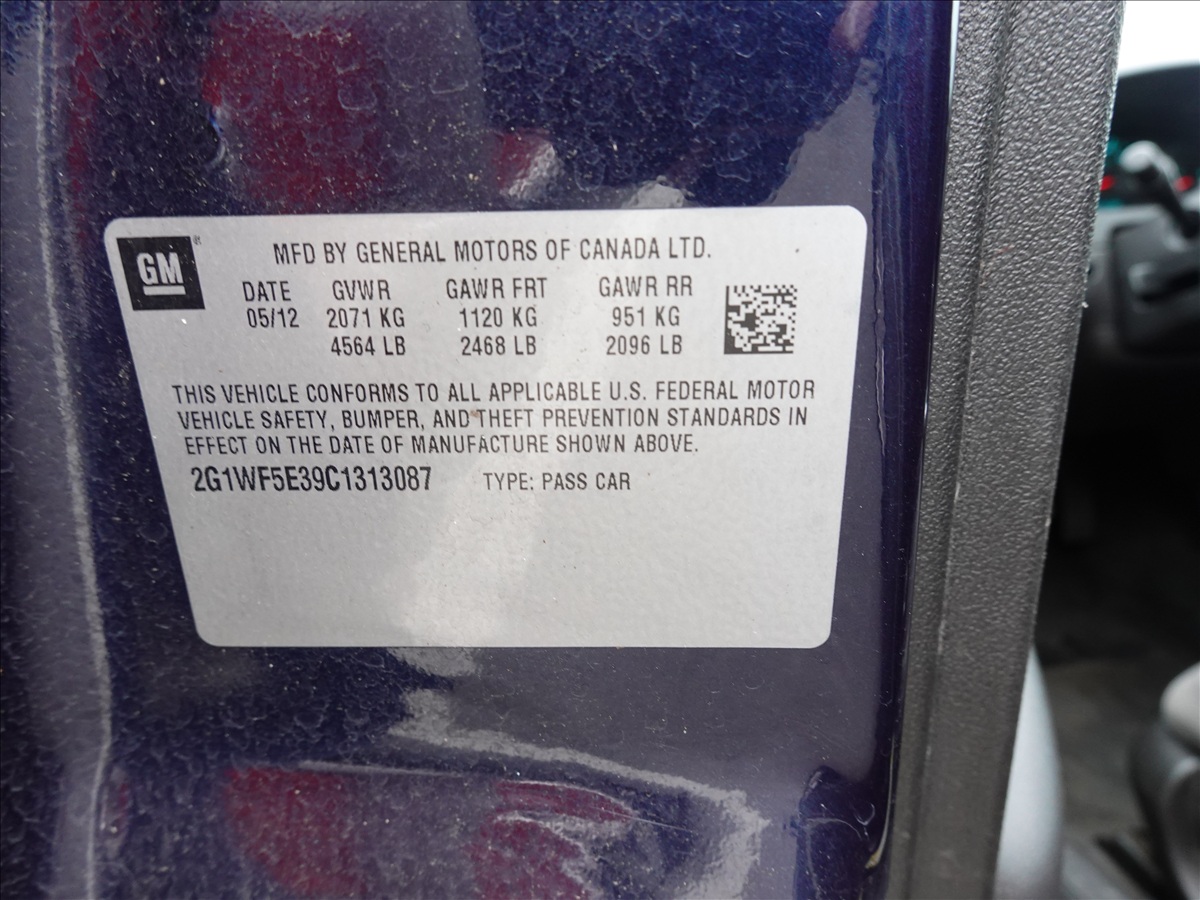 GM
MFD BY GENERAL MOTORS OF CANADA LTD.
DATE GVWR GAWR FRT GAWR RR
05/12 2071 KG 1120 KG 951 KG
4564 LB 2468 LB 2096 LB
THIS VEHICLE CONFORMS TO ALL APPLICABLE U.S. FEDERAL MOTOR
VEHICLE SAFETY, BUMPER, AND THEFT PREVENTION STANDARDS IN
EFFECT ON THE DATE OF MANUFACTURE SHOWN ABOVE.
2G1WF5E39C1313087 TYPE: PASS CAR